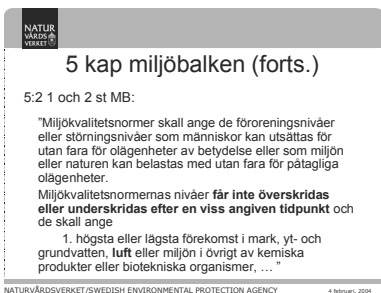 NATUR
VÅRDS
VERKET
5 kap miljöbalken (forts.)
5:2 1 och 2 st MB:
"Miljökvalitetsnormer skall ange de föroreningsnivåer
eller störningsnivåer som människor kan utsättas för
utan fara för olägenheter av betydelse eller som miljön
eller naturen kan belastas med utan fara för påtagliga
olägenheter.
Miljökvalitetsnormernas nivåer får inte överskridas
eller underskridas efter en viss angiven tidpunkt och
de skall ange
1. högsta eller lägsta förekomst i mark, yt- och
grundvatten, luft eller miljön i övrigt av kemiska
produkter eller biotekniska organismer, … "
NATURVÅRDSVERKET/SWEDISH ENVIRONMENTAL PROTECTION AGENCY
4 februari, 2004